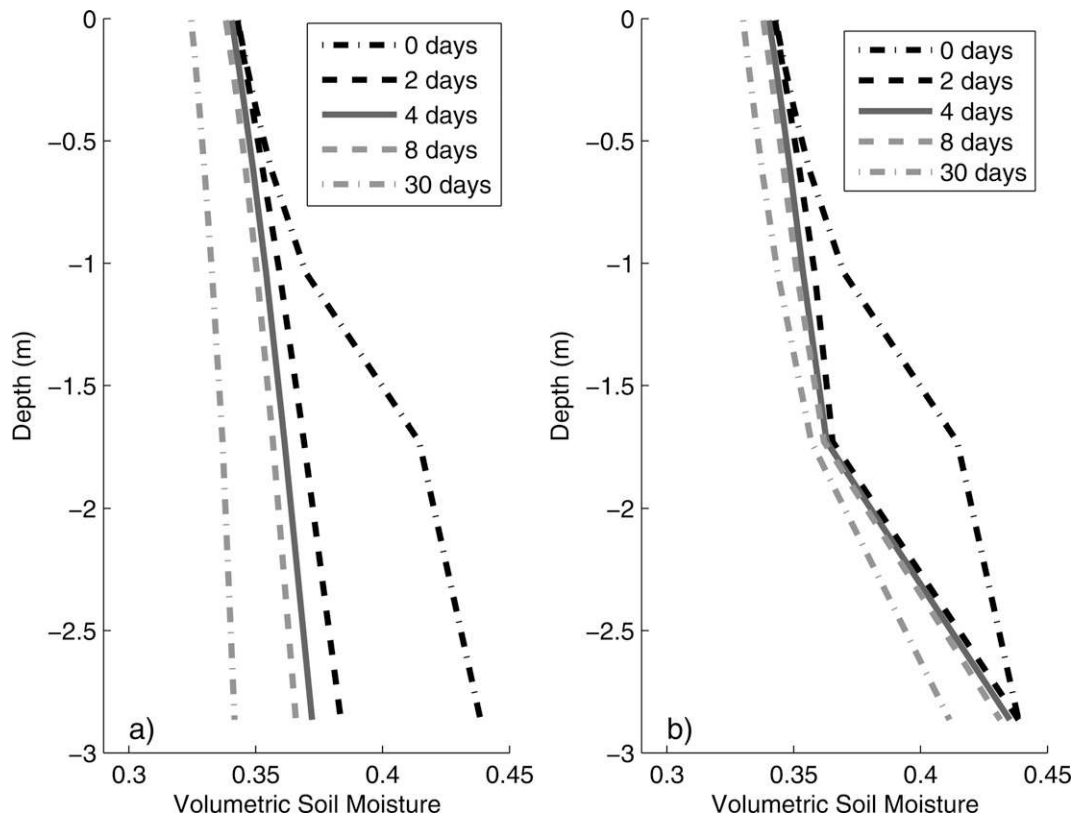 0
−0.5
−1
−1.5
−2
−2.5
−3
Depth (m)
0.3 0.35 0.4 0.45
Volumetric Soil Moisture
0 days
2 days
4 days
8 days
30 days
a)
0
−0.5
−1
−1.5
−2
−2.5
−3
Depth (m)
0.3 0.35 0.4 0.45
Volumetric Soil Moisture
0 days
2 days
4 days
8 days
30 days
b)